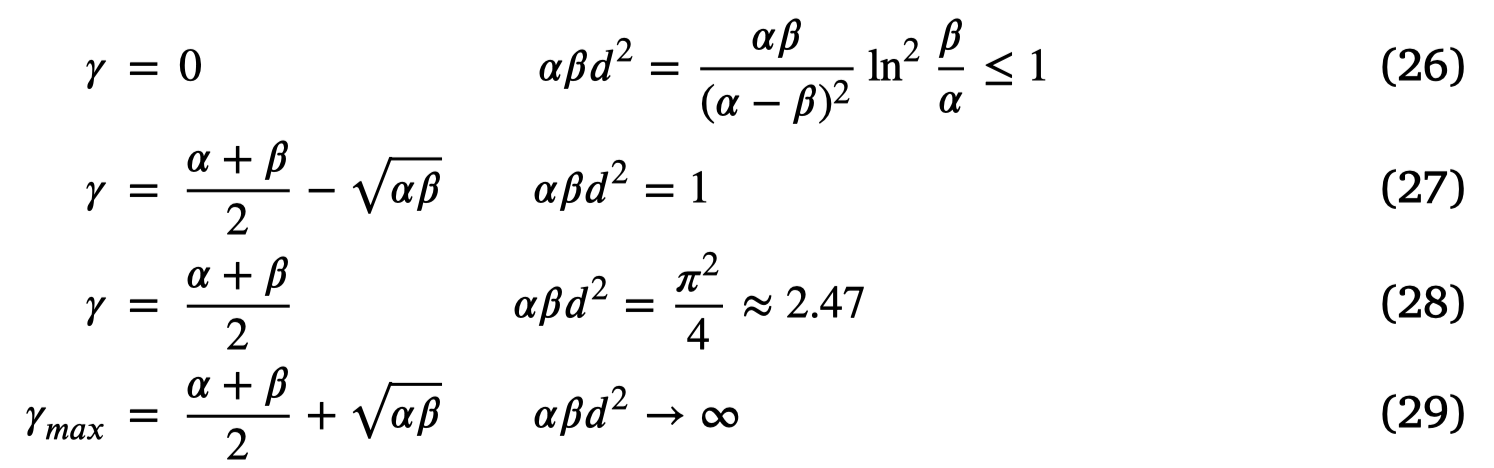 γ = 0 αβd² = αβ/(α − β)² ln² β/α ≤ 1 (26)
γ = (α + β)/2 − √αβ αβd² = 1 (27)
γ = (α + β)/2 αβd² = π²/4 ≈ 2.47 (28)
γ_max = (α + β)/2 + √αβ αβd² → ∞ (29)